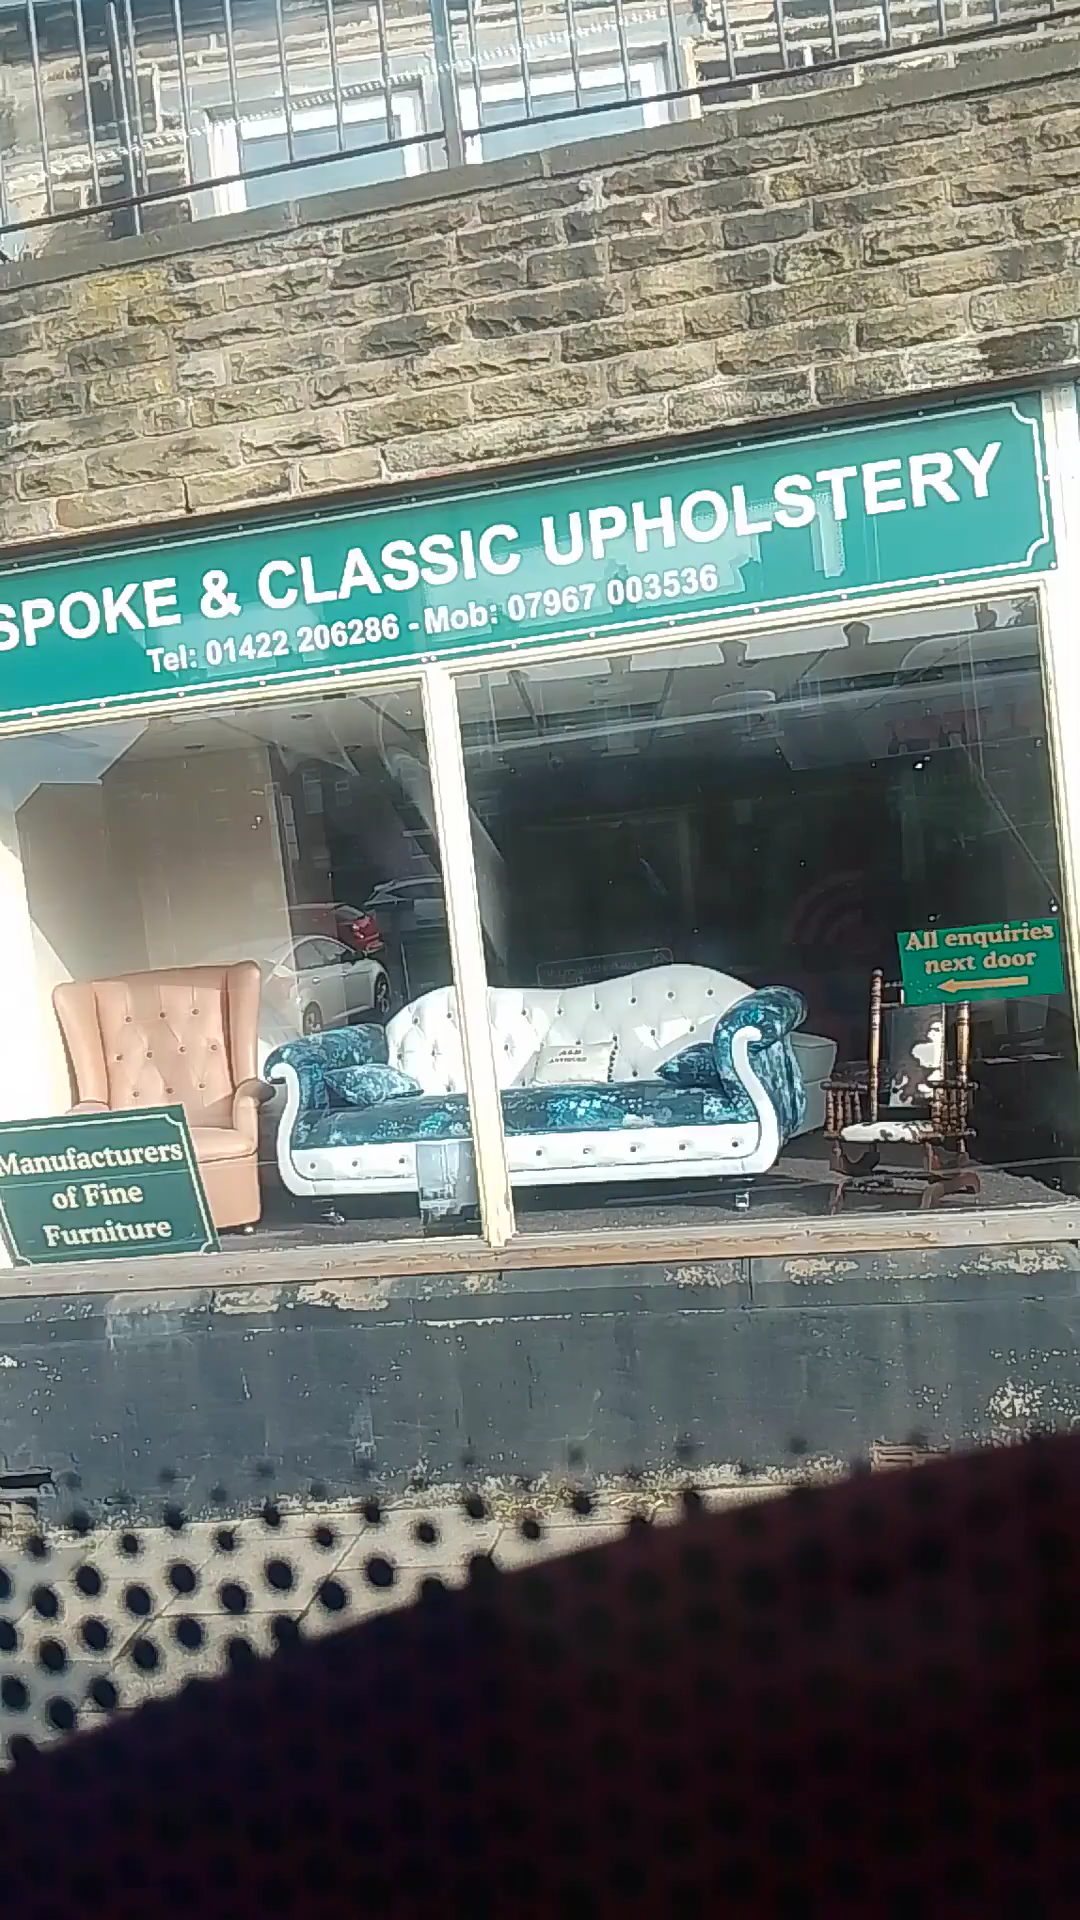 SPOKE & CLASSIC UPHOLSTERY
Tel: 01422 206286 - Mob: 07967 003536
All enquiries
next door
Manufacturers
of Fine
Furniture